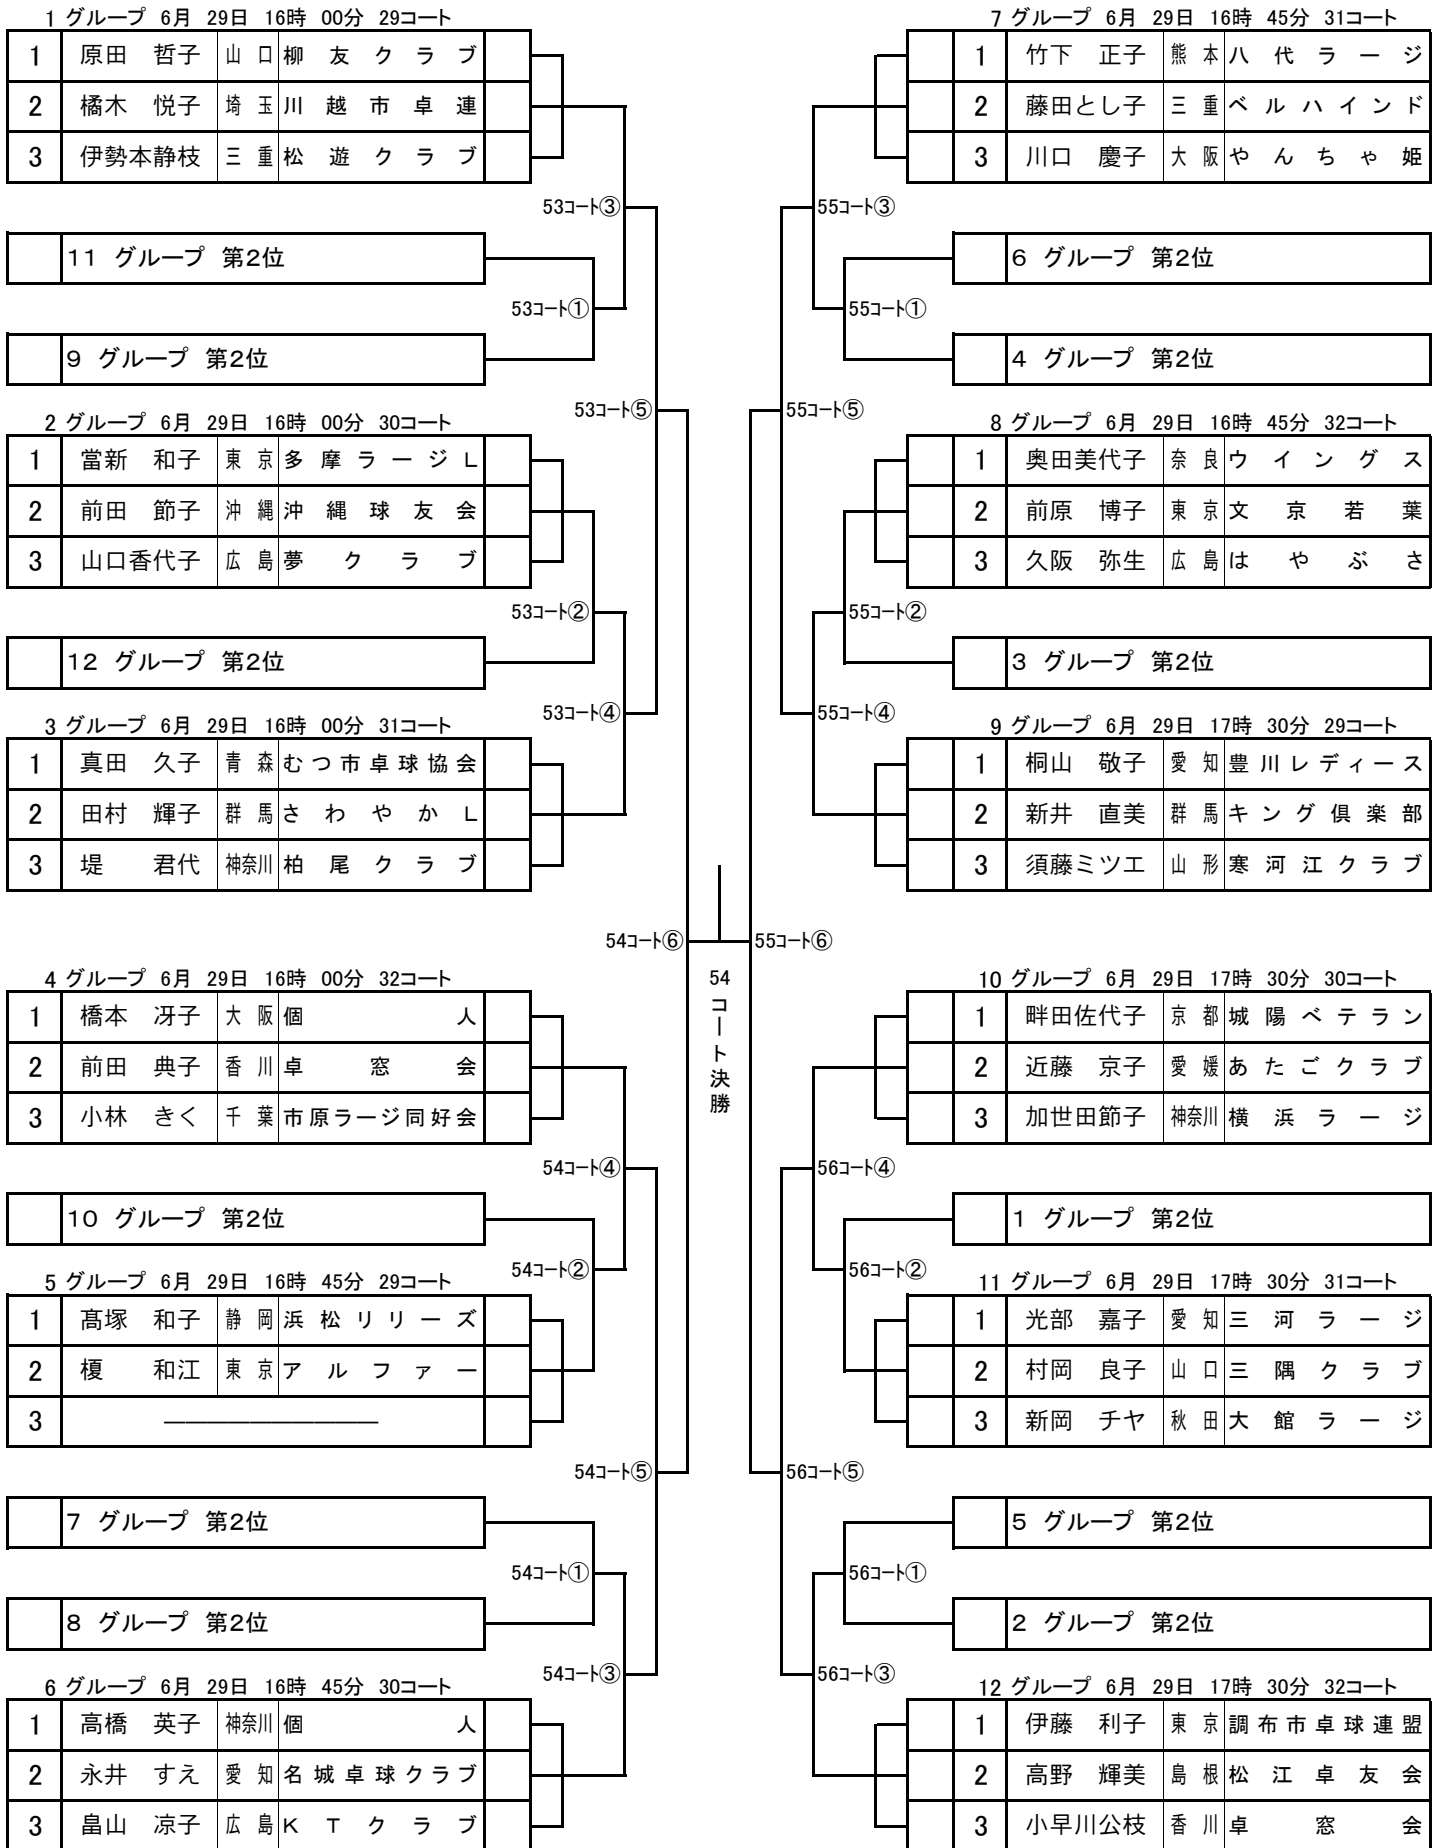 1 グループ 6月 29日 16時 00分 29コート
1 原田 哲子 山口 柳友クラブ
2 橘木 悦子 埼玉 川越市卓連
3 伊勢本静枝 三重 松遊クラブ
53コート③
11 グループ 第2位
53コート①
9 グループ 第2位
53コート⑤
2 グループ 6月 29日 16時 00分 30コート
1 當新 和子 東京 多摩ラージL
2 前田 節子 沖縄 沖縄球友会
3 山口香代子 広島 夢クラブ
53コート②
12 グループ 第2位
53コート④
3 グループ 6月 29日 16時 00分 31コート
1 真田 久子 青森 むつ市卓球協会
2 田村 輝子 群馬 さわやかL
3 堤 君代 神奈川 柏尾クラブ
54コート⑥
4 グループ 6月 29日 16時 00分 32コート
1 橋本 冴子 大阪 個人
2 前田 典子 香川 卓窓会
3 小林 きく 千葉 市原ラージ同好会
54コート④
10 グループ 第2位
54コート②
5 グループ 6月 29日 16時 45分 29コート
1 髙塚 和子 静岡 浜松リリーズ
2 榎 和江 東京 アルファー
3 ――――――――――
54コート⑤
7 グループ 第2位
54コート①
8 グループ 第2位
54コート③
6 グループ 6月 29日 16時 45分 30コート
1 高橋 英子 神奈川 個人
2 永井 すえ 愛知 名城卓球クラブ
3 畠山 凉子 広島 KTクラブ
54コート決勝
7 グループ 6月 29日 16時 45分 31コート
1 竹下 正子 熊本 八代ラージ
2 藤田とし子 三重 ベルハインド
3 川口 慶子 大阪 やんちゃ姫
55コート③
6 グループ 第2位
55コート①
4 グループ 第2位
55コート⑤
8 グループ 6月 29日 16時 45分 32コート
1 奥田美代子 奈良 ウイングス
2 前原 博子 東京 文京若葉
3 久阪 弥生 広島 はやぶさ
55コート②
3 グループ 第2位
55コート④
9 グループ 6月 29日 17時 30分 29コート
1 桐山 敬子 愛知 豊川レディース
2 新井 直美 群馬 キング倶楽部
3 須藤ミツエ 山形 寒河江クラブ
55コート⑥
10 グループ 6月 29日 17時 30分 30コート
1 畔田佐代子 京都 城陽ベテラン
2 近藤 京子 愛媛 あたごクラブ
3 加世田節子 神奈川 横浜ラージ
56コート④
1 グループ 第2位
56コート②
11 グループ 6月 29日 17時 30分 31コート
1 光部 嘉子 愛知 三河ラージ
2 村岡 良子 山口 三隅クラブ
3 新岡 チヤ 秋田 大館ラージ
56コート⑤
5 グループ 第2位
56コート①
2 グループ 第2位
56コート③
12 グループ 6月 29日 17時 30分 32コート
1 伊藤 利子 東京 調布市卓球連盟
2 高野 輝美 島根 松江卓友会
3 小早川公枝 香川 卓窓会